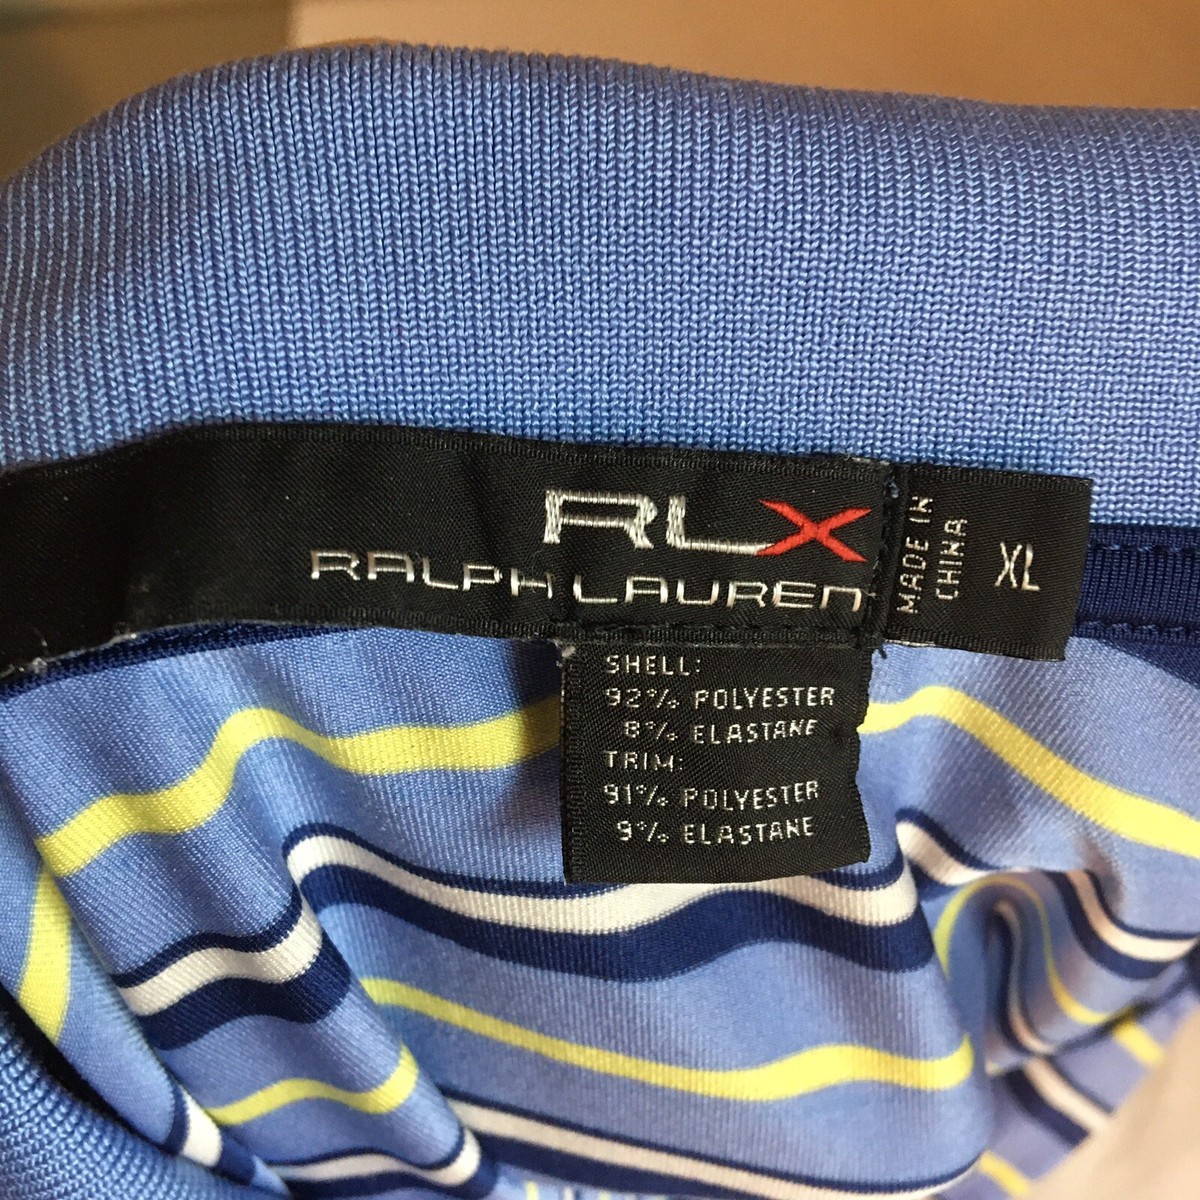 RLX
RALPH LAUREN
MADE IN
CHINA
XL
SHELL:
92% POLYESTER
8% ELASTANE
TRIM:
91% POLYESTER
9% ELASTANE